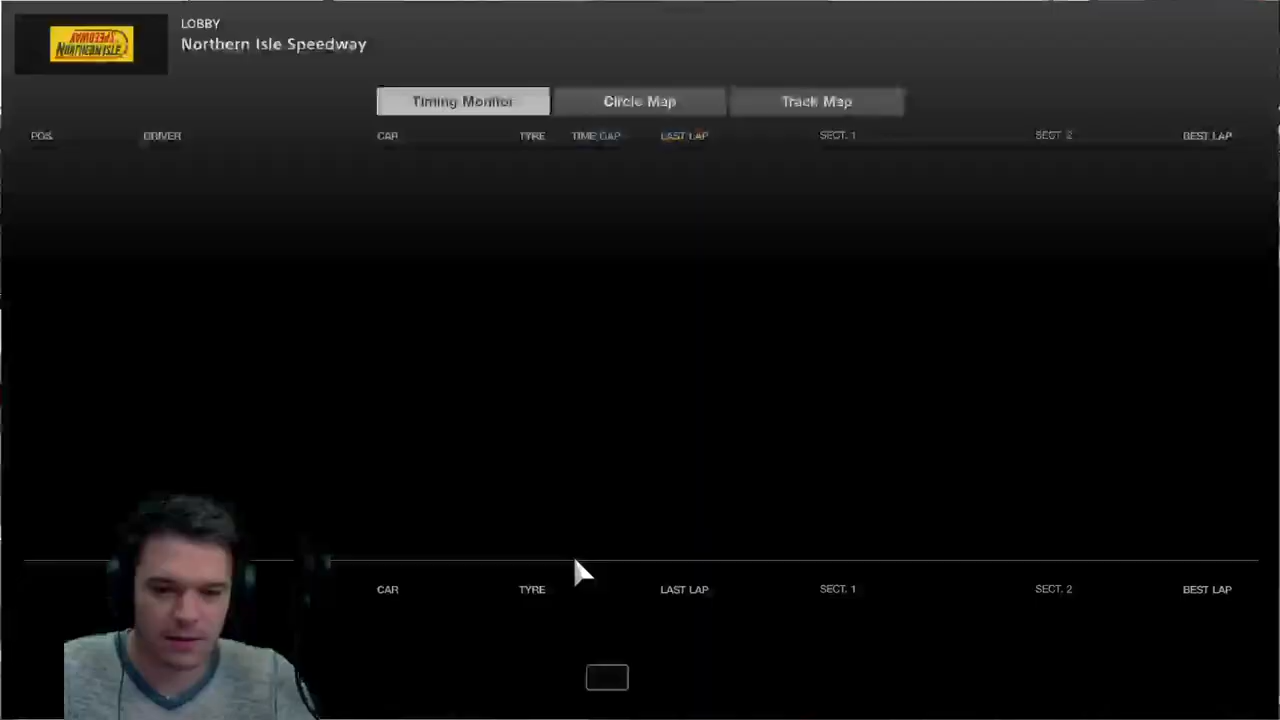 LOBBY
Northern Isle Speedway
SPEEDWAY
NORTHERN ISLE
Timing Monitor Circle Map Track Map
POS. DRIVER CAR TYRE TIME GAP LAST LAP SECT. 1 SECT. 2 BEST LAP
CAR TYRE LAST LAP SECT. 1 SECT. 2 BEST LAP